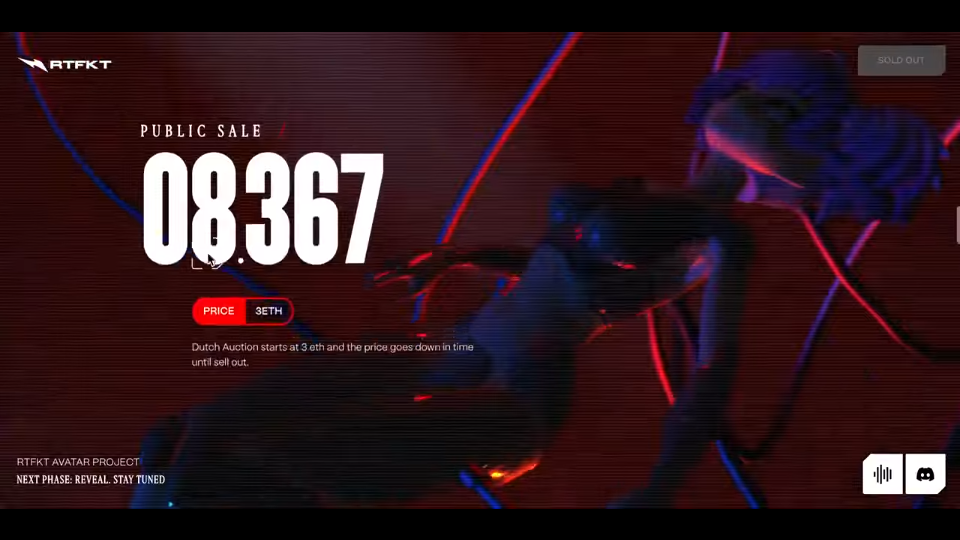 RTFKT
SOLD OUT
PUBLIC SALE
08.367
PRICE 3ETH
Dutch Auction starts at 3 eth and the price goes down in time
until sell out.
RTFKT AVATAR PROJECT
NEXT PHASE: REVEAL. STAY TUNED